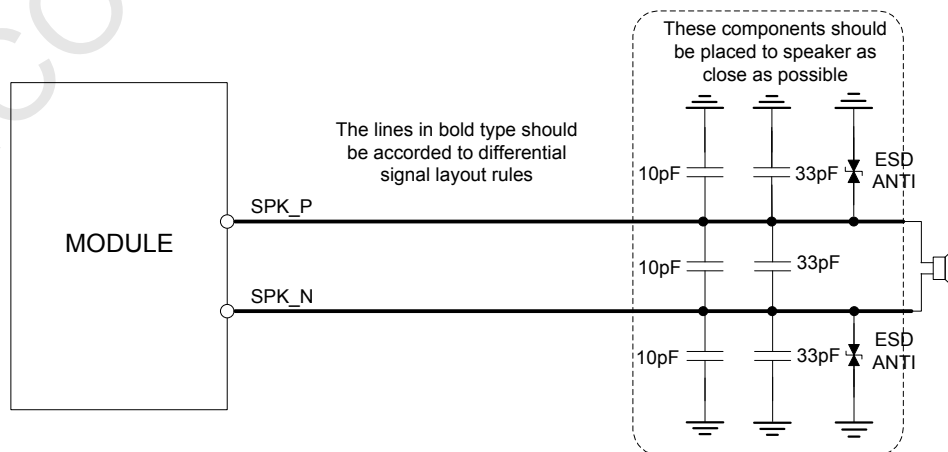 CO
These components should
be placed to speaker as
close as possible
The lines in bold type should
be accorded to differential
signal layout rules
10pF
33pF
ESD
ANTI
SPK_P
MODULE
10pF
33pF
SPK_N
10pF
33pF
ESD
ANTI